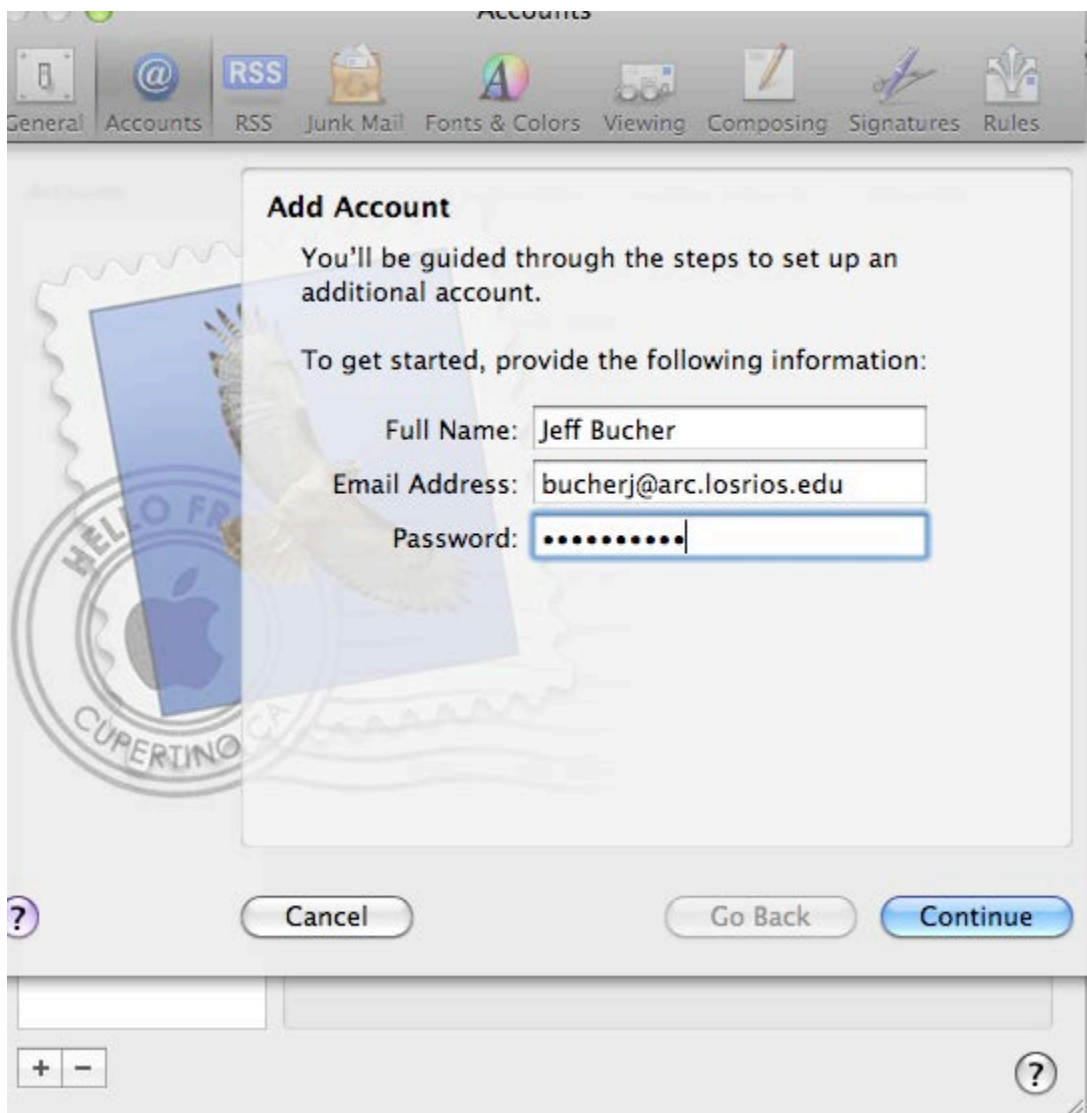 Accounts
General Accounts RSS Junk Mail Fonts & Colors Viewing Composing Signatures Rules
RSS
Add Account
You'll be guided through the steps to set up an
additional account.
To get started, provide the following information:
Full Name: Jeff Bucher
Email Address: bucherj@arc.losrios.edu
Password: ••••••••••
HELLO FR
CUPERTINO CA
? Cancel Go Back Continue
+ - ?